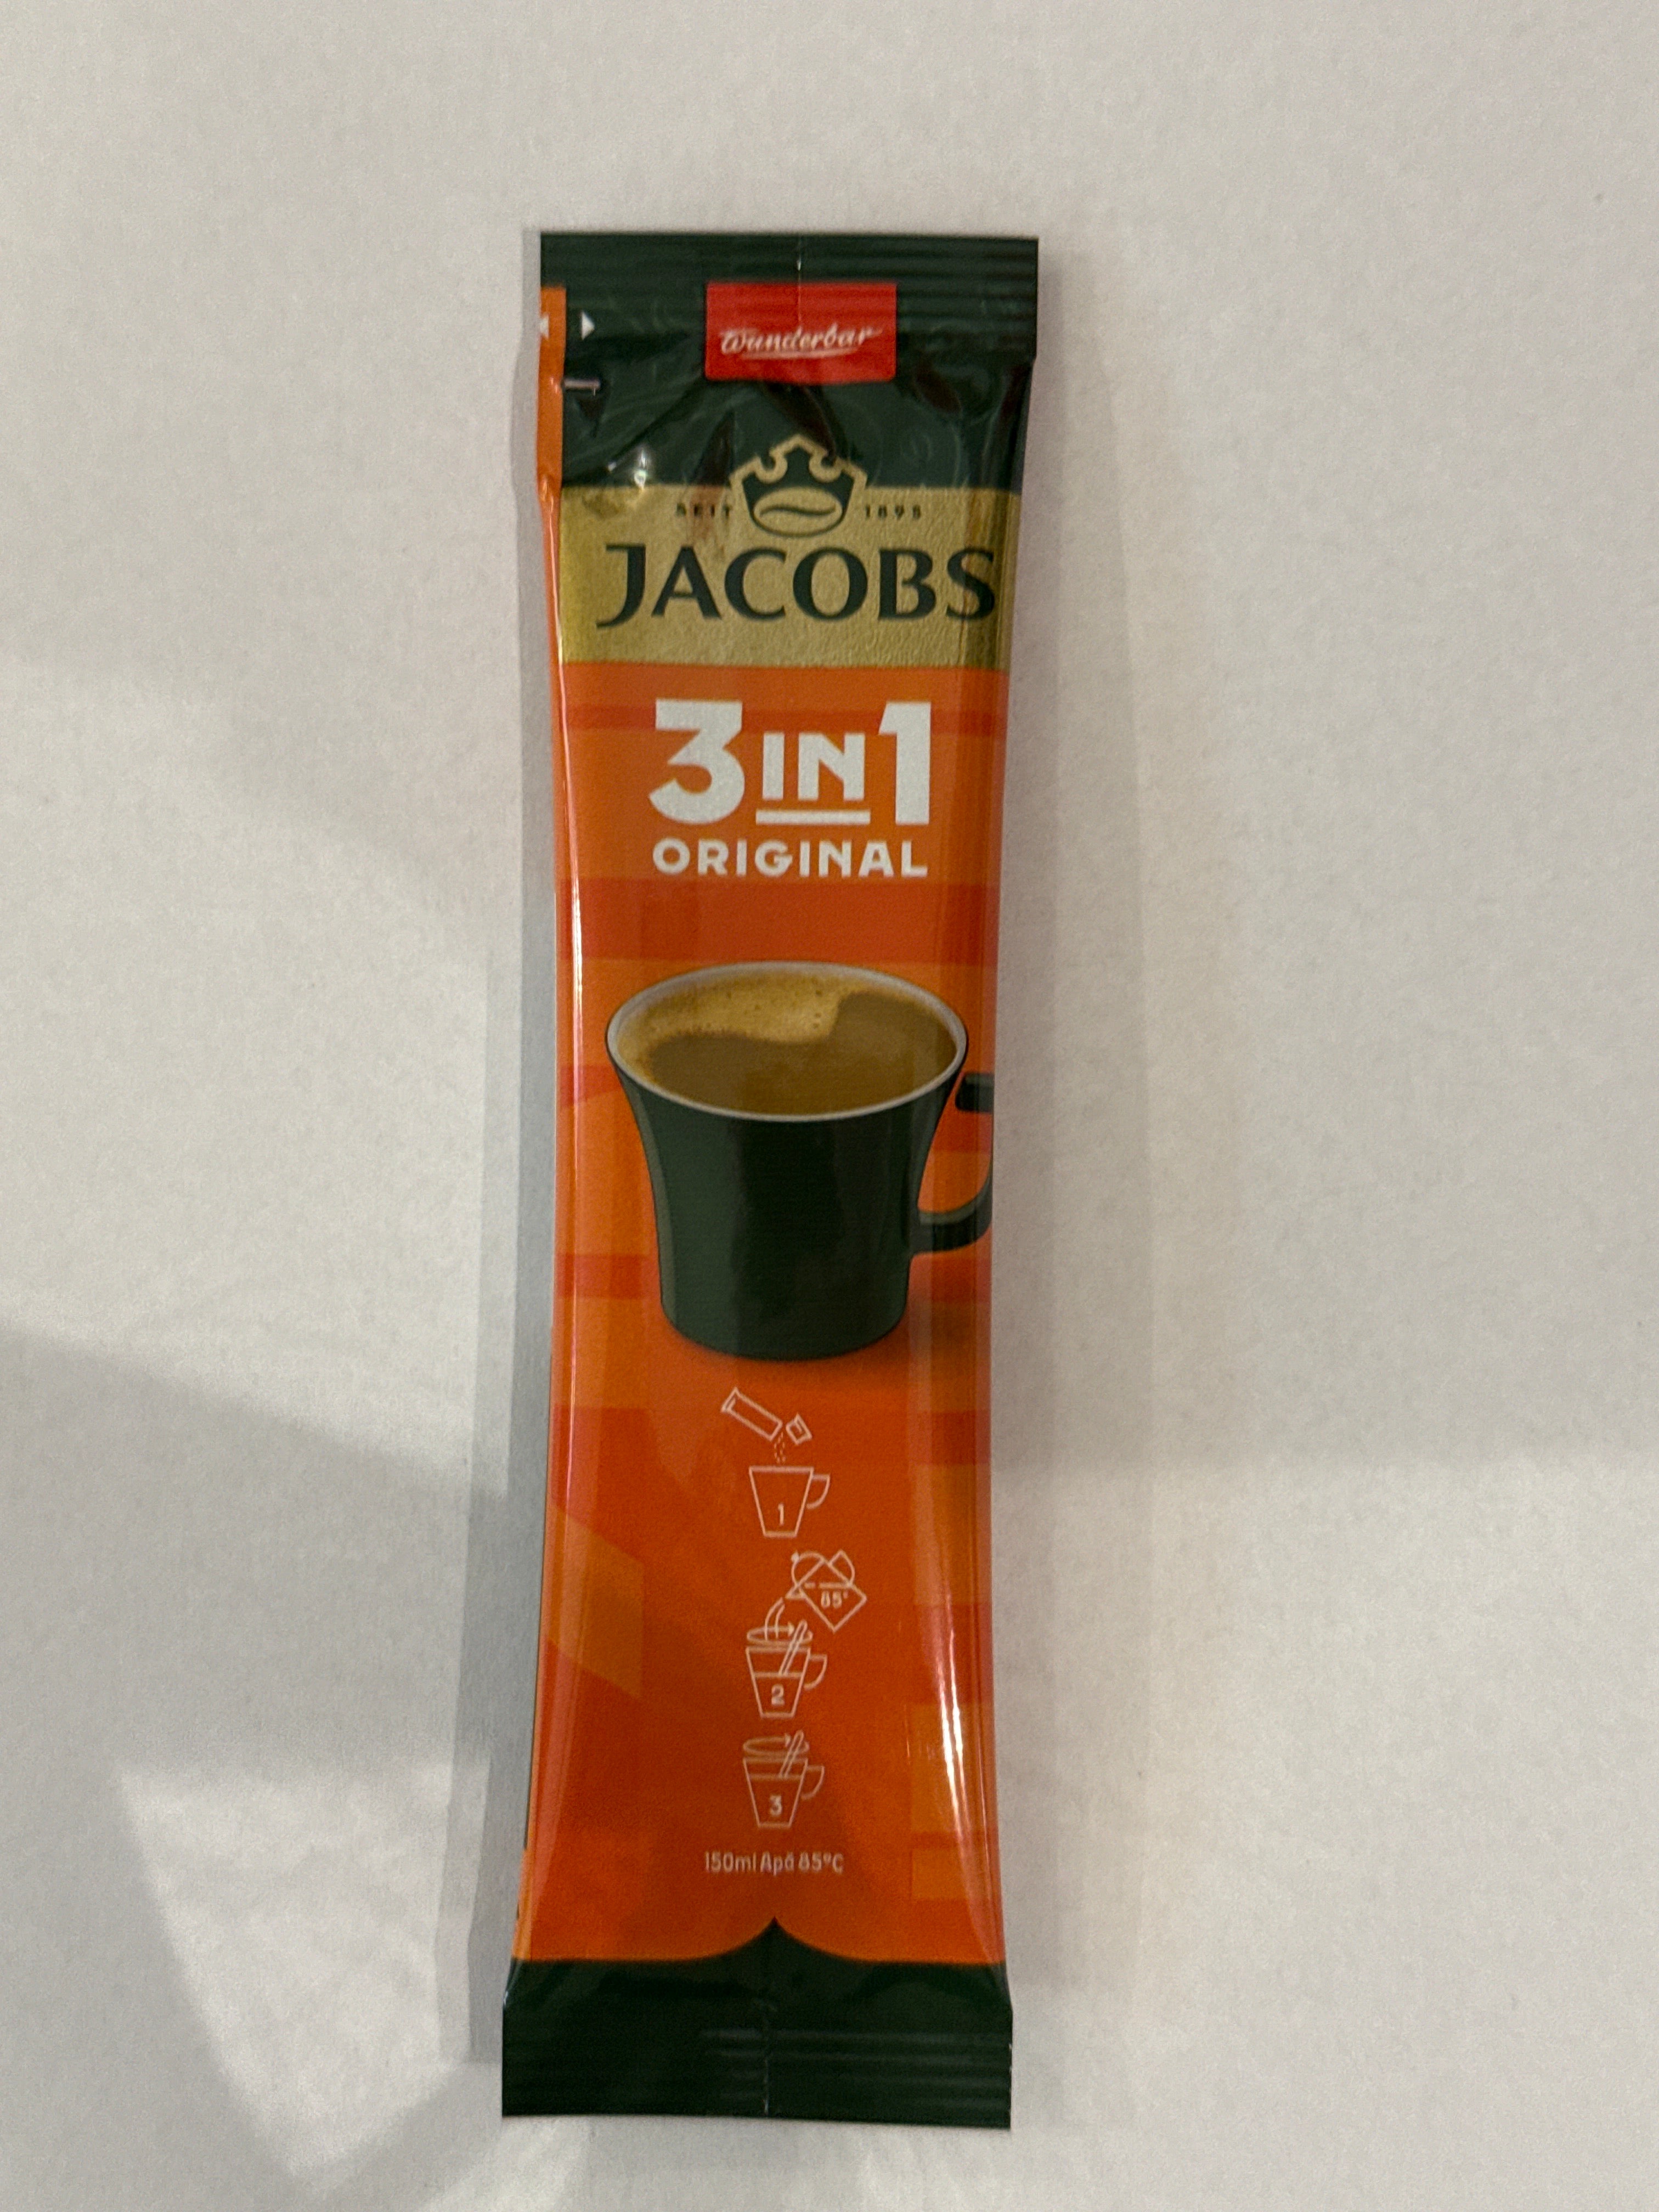 Wunderbar
SEIT 1895
JACOBS
3 IN 1
ORIGINAL
1
85°
2
3
150ml Apă 85°C